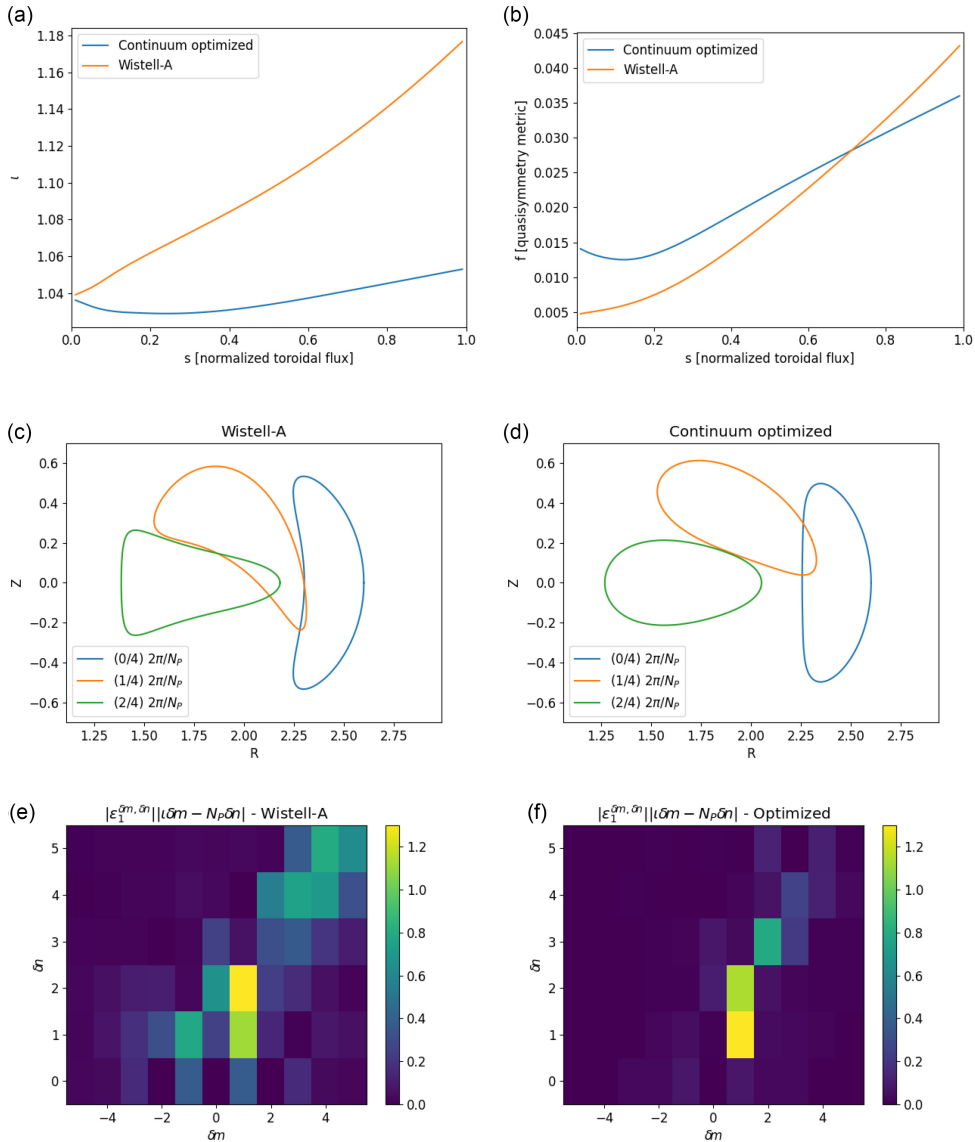 (a)
1.18
1.16
1.14
1.12
1.10
1.08
1.06
1.04
ι
Continuum optimized
Wistell-A
0.0 0.2 0.4 0.6 0.8 1.0
s [normalized toroidal flux]
(b)
0.045
0.040
0.035
0.030
0.025
0.020
0.015
0.010
0.005
f [quasisymmetry metric]
Continuum optimized
Wistell-A
0.0 0.2 0.4 0.6 0.8 1.0
s [normalized toroidal flux]
(c)
Wistell-A
0.6
0.4
0.2
0.0
−0.2
−0.4
−0.6
Z
(0/4) 2π/N_P
(1/4) 2π/N_P
(2/4) 2π/N_P
1.25 1.50 1.75 2.00 2.25 2.50 2.75
R
(d)
Continuum optimized
0.6
0.4
0.2
0.0
−0.2
−0.4
−0.6
Z
(0/4) 2π/N_P
(1/4) 2π/N_P
(2/4) 2π/N_P
1.25 1.50 1.75 2.00 2.25 2.50 2.75
R
(e)
|ε_1^{δm, δn}||ιδm − N_Pδn| - Wistell-A
5
4
3
2
1
0
δn
−4 −2 0 2 4
δm
1.2
1.0
0.8
0.6
0.4
0.2
0.0
(f)
|ε_1^{δm, δn}||ιδm − N_Pδn| - Optimized
5
4
3
2
1
0
δn
−4 −2 0 2 4
δm
1.2
1.0
0.8
0.6
0.4
0.2
0.0